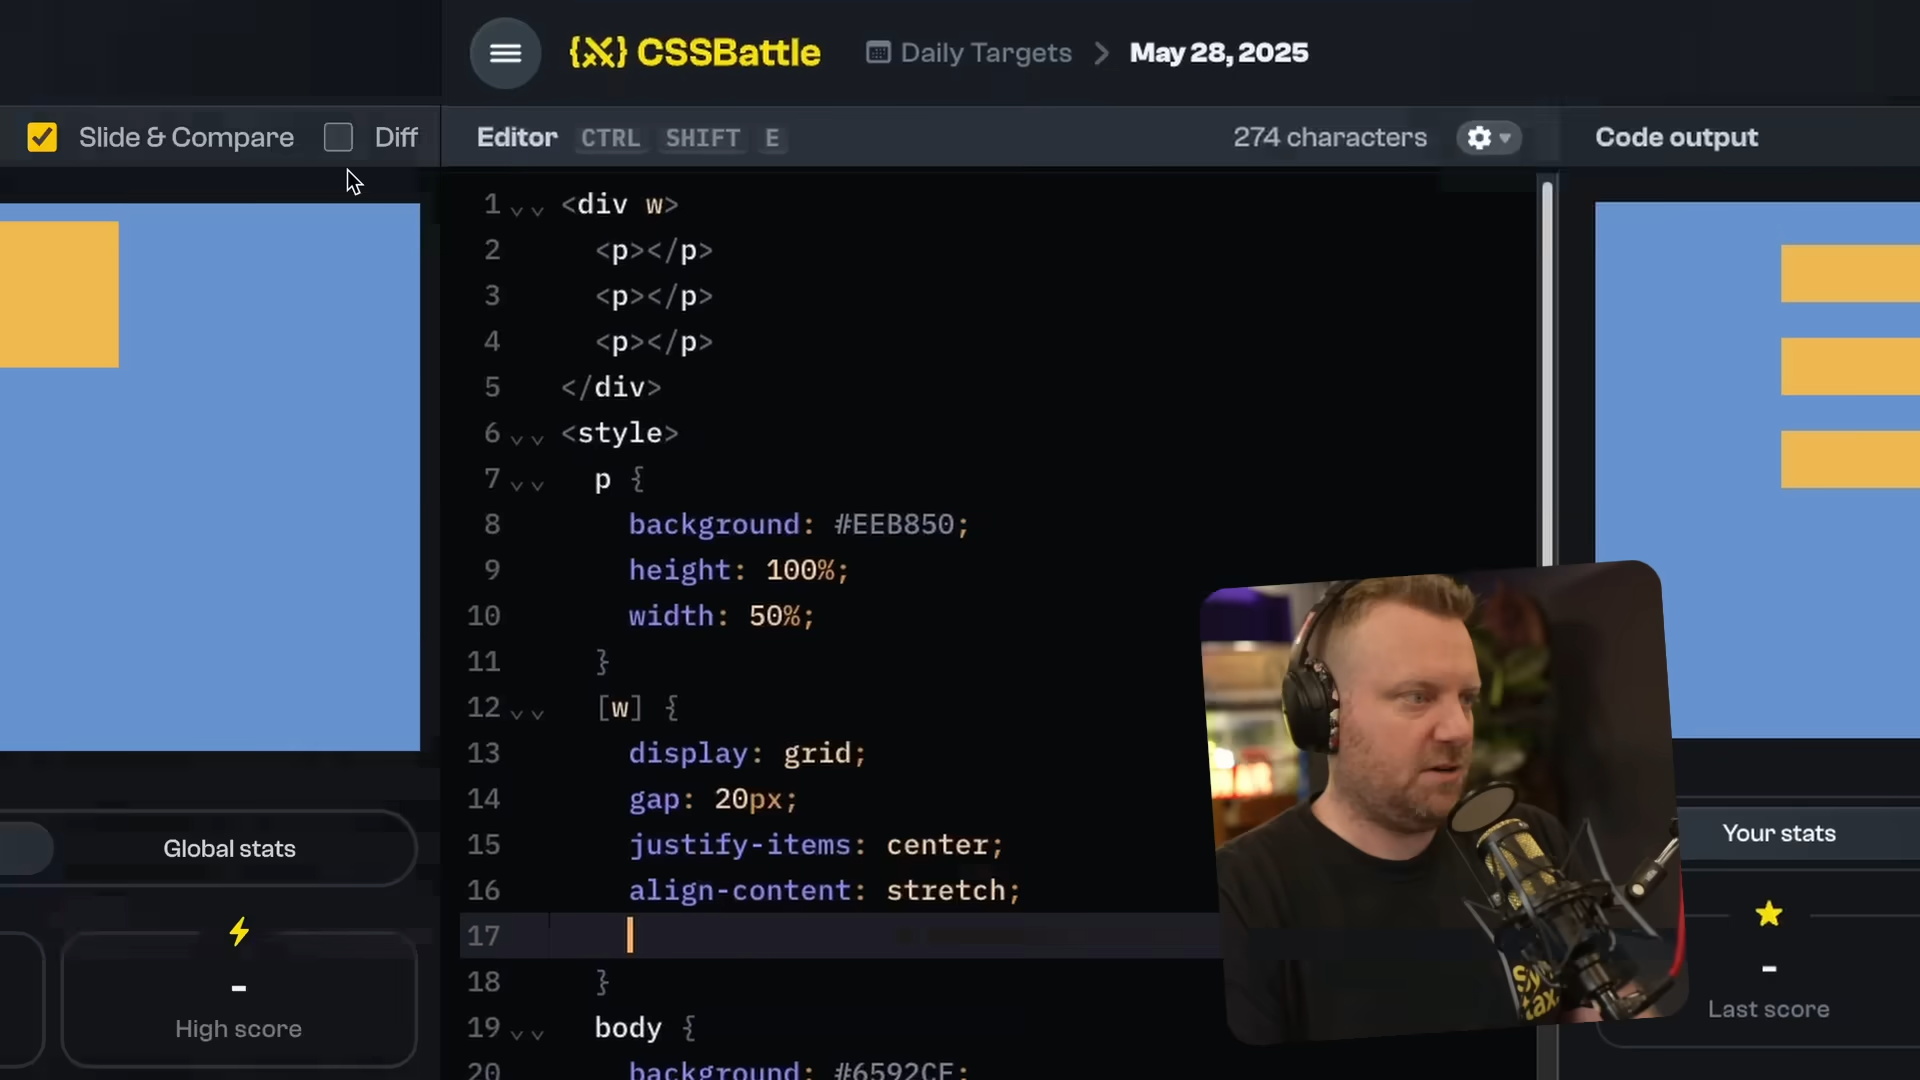 {X} CSSBattle Daily Targets > May 28, 2025
Slide & Compare Diff
Editor CTRL SHIFT E 274 characters
Code output
1 <div w>
2 <p></p>
3 <p></p>
4 <p></p>
5 </div>
6 <style>
7 p {
8 background: #EEB850;
9 height: 100%;
10 width: 50%;
11 }
12 [w] {
13 display: grid;
14 gap: 20px;
15 justify-items: center;
16 align-content: stretch;
17
18 }
19 body {
20 background: #6592CF;
Global stats
-
High score
Your stats
-
Last score
syn
tax.